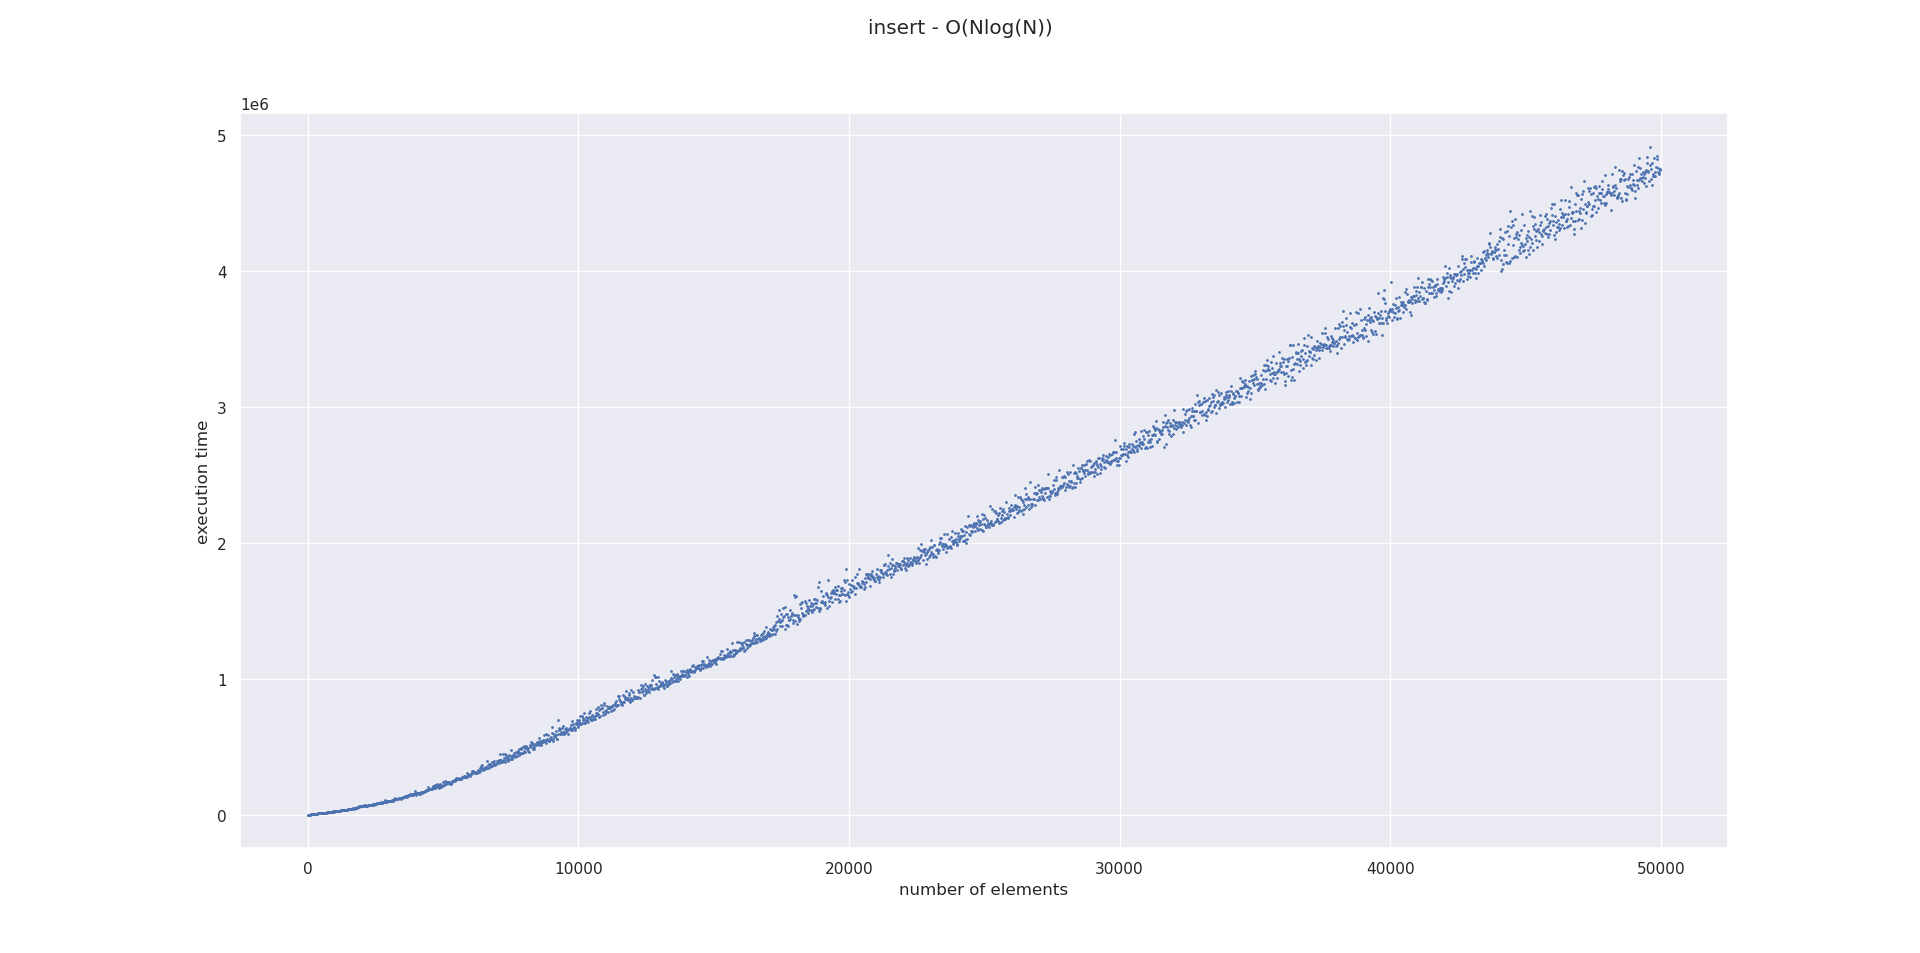 insert - O(Nlog(N))
1e6
5
4
3
2
1
0
execution time
0 10000 20000 30000 40000 50000
number of elements